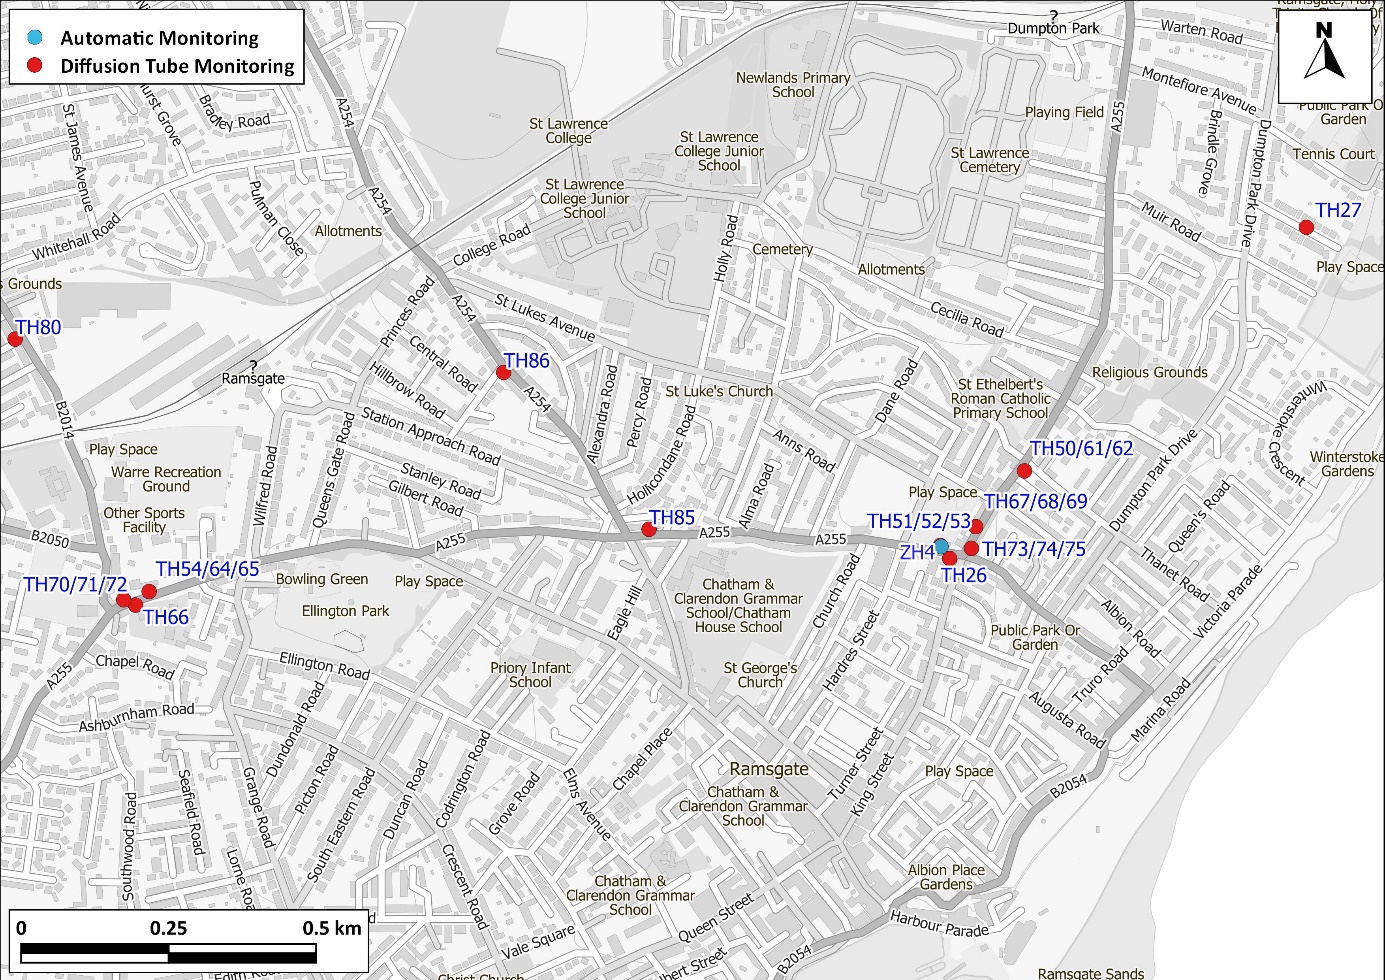 Automatic Monitoring
Diffusion Tube Monitoring
N
?
Dumpton Park
Warren Road
Ramsgate, Holy
Montefiore Avenue
Public Park O
Garden
Newlands Primary
School
A255
Playing Field
Brindle Grove
Dumpton Park Drive
Tennis Court
St James Avenue
Bradley Road
A254
St Lawrence
College
St Lawrence
College Junior
School
St Lawrence
Cemetery
St Lawrence
College Junior
School
Pullman Close
A254
Allotments
Whitehall Road
College Road
Holly Road
Cemetery
Muir Road
TH27
Play Space
Allotments
s Grounds
Princes Road
A254
St Lukes Avenue
Cecilia Road
TH80
Central Road
TH86
?
Ramsgate
Hillbrow Road
A254
Alexandra Road
Percy Road
St Luke's Church
Dane Road
St Ethelbert's
Roman Catholic
Primary School
Religious Grounds
Winterstoke Crescent
B2014
Station Approach Road
Holicondane Road
Anns Road
TH50/61/62
Dumpton Park Drive
Winterstoke
Gardens
Play Space
Warre Recreation
Ground
Wilfred Road
Queens Gate Road
Stanley Road
Gilbert Road
Alma Road
Play Space
TH67/68/69
Queen's Road
Other Sports
Facility
B2050
A255
TH85
A255
A255
TH51/52/53
ZH4
TH73/74/75
TH26
Thanet Road
Victoria Parade
TH70/71/72
TH54/64/65
TH66
Bowling Green
Play Space
Ellington Park
Eagle Hill
Chatham &
Clarendon Grammar
School/Chatham
House School
Church Road
Hardres Street
Public Park Or
Garden
Albion Road
A255
Chapel Road
Ellington Road
Priory Infant
School
St George's
Church
Truro Road
Augusta Road
Marina Road
Ashburnham Road
Dundonald Road
Grange Road
Picton Road
South Eastern Road
Duncan Road
Codrington Road
Grove Road
Elms Avenue
Chapel Place
Ramsgate
Turner Street
King Street
Play Space
B2054
Chatham &
Clarendon Grammar
School
Southwood Road
Seafield Road
Lorne Road
Crescent Road
Chatham &
Clarendon Grammar
School
Albion Place
Gardens
Queen Street
Harbour Parade
Vale Square
B2054
0 0.25 0.5 km
Christ Church
Ramsgate Sands